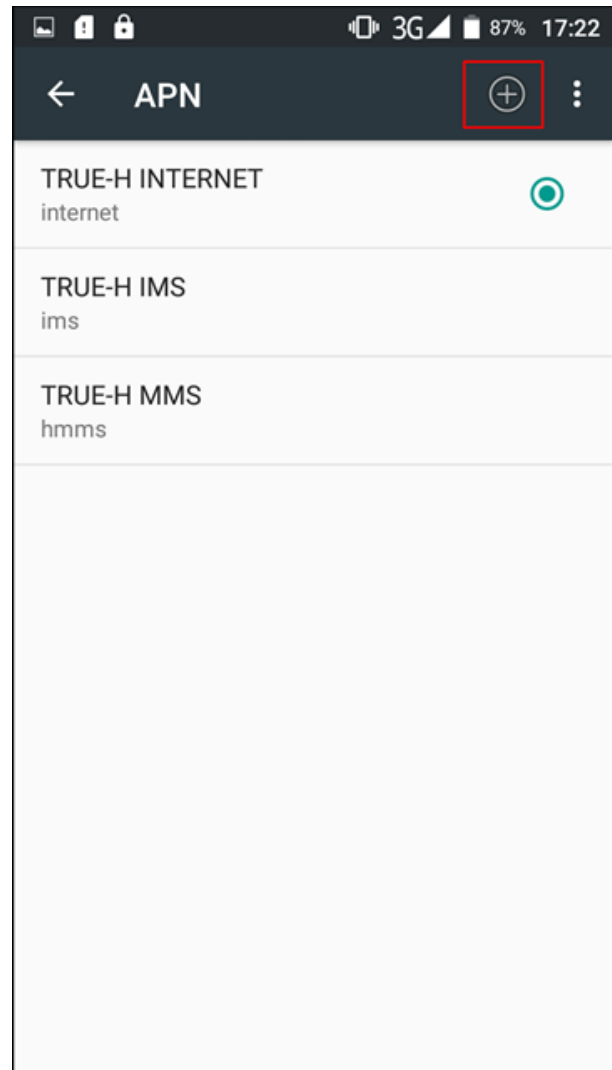 3G 87% 17:22
APN
TRUE-H INTERNET
internet
TRUE-H IMS
ims
TRUE-H MMS
hmms